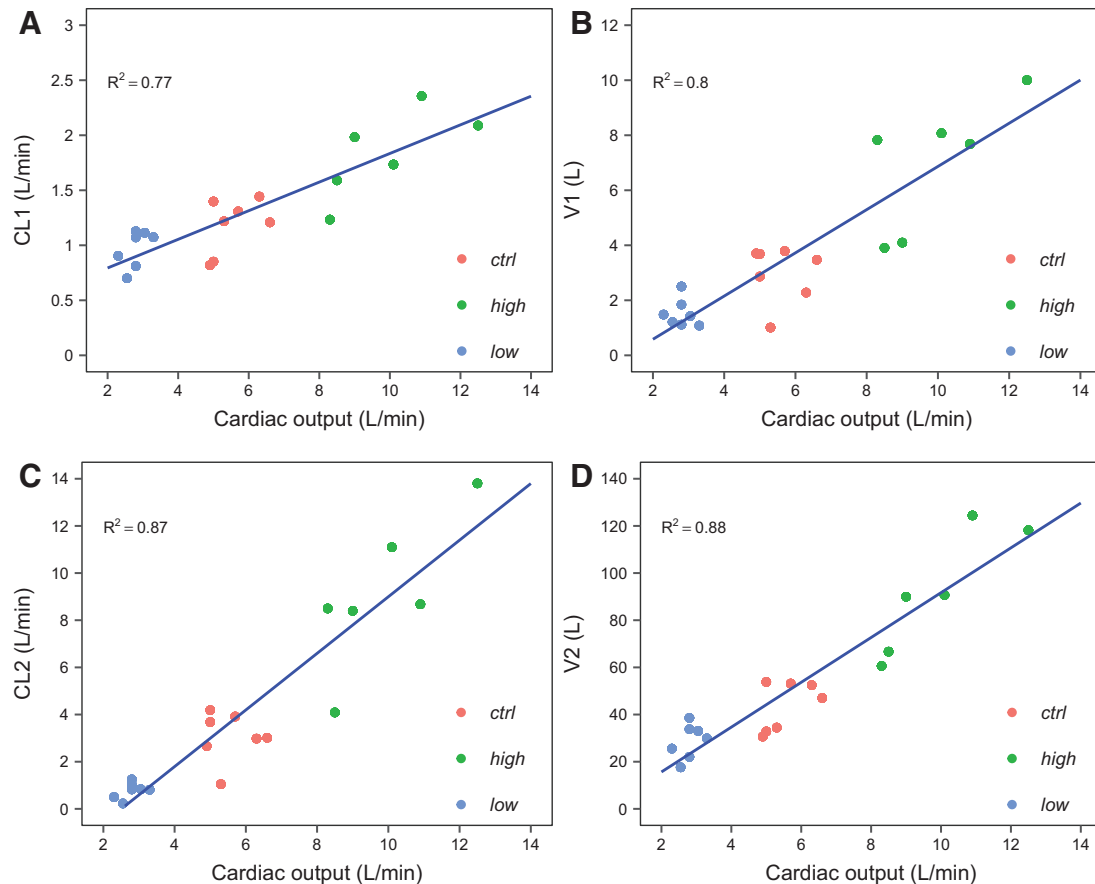 A
CL1 (L/min)
3
2.5
2
1.5
1
0.5
0
R² = 0.77
ctrl
high
low
2 4 6 8 10 12 14
Cardiac output (L/min)
B
V1 (L)
12
10
8
6
4
2
0
R² = 0.8
ctrl
high
low
2 4 6 8 10 12 14
Cardiac output (L/min)
C
CL2 (L/min)
14
12
10
8
6
4
2
0
R² = 0.87
ctrl
high
low
2 4 6 8 10 12 14
Cardiac output (L/min)
D
V2 (L)
140
120
100
80
60
40
20
0
R² = 0.88
ctrl
high
low
2 4 6 8 10 12 14
Cardiac output (L/min)